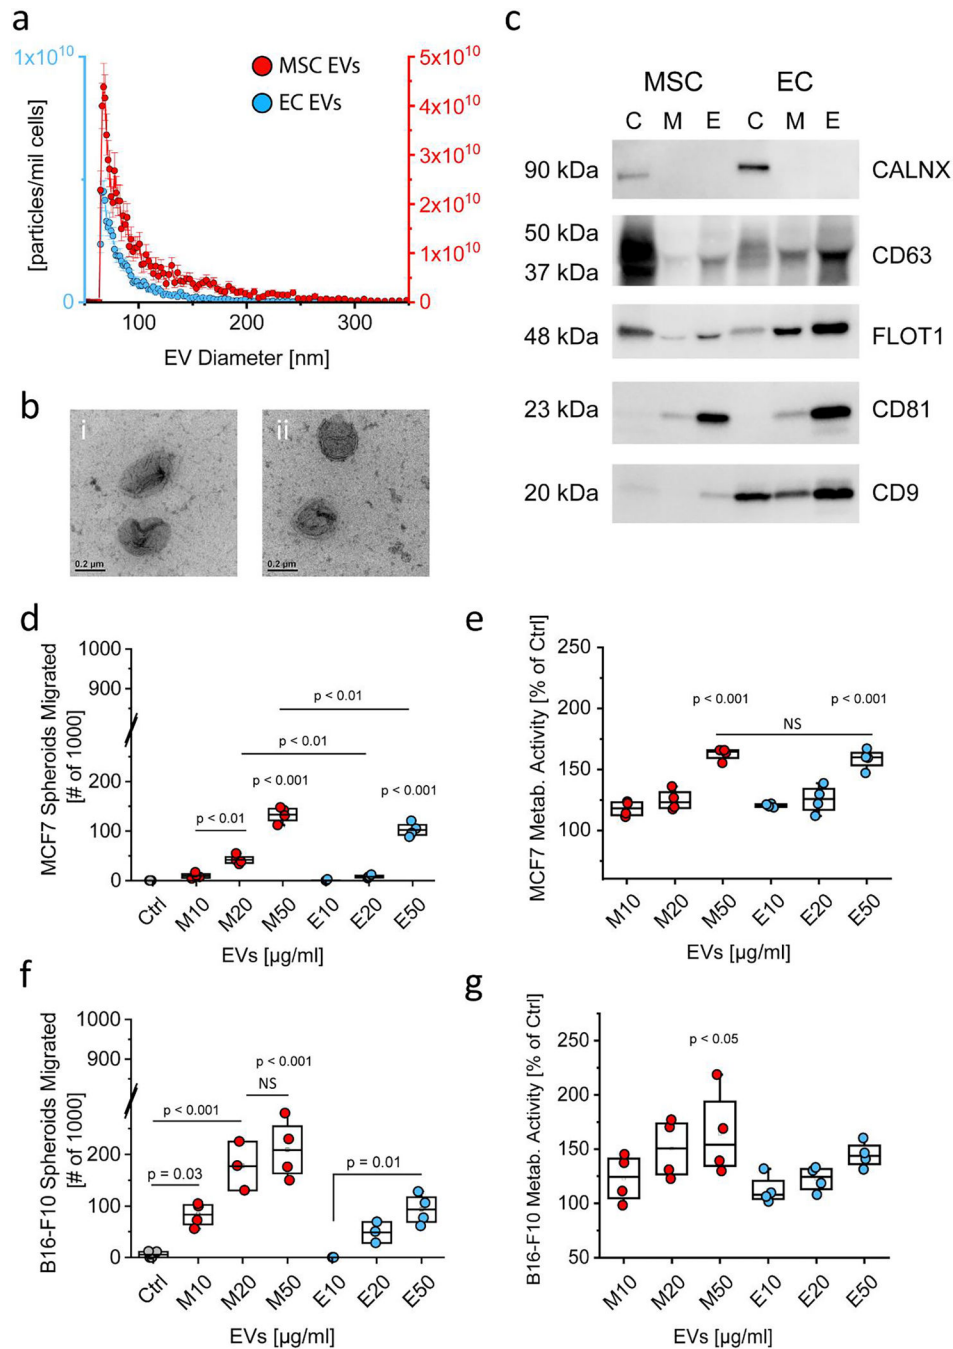 a
[particles/mil cells]
1x10^10
0
MSC EVs
EC EVs
5x10^10
4x10^10
3x10^10
2x10^10
1x10^10
0
100
200
300
EV Diameter [nm]
b
i
0.2 µm
ii
0.2 µm
c
MSC EC
C M E C M E
90 kDa CALNX
50 kDa
37 kDa
CD63
48 kDa FLOT1
23 kDa CD81
20 kDa CD9
d
MCF7 Spheroids Migrated
[# of 1000]
1000
900
200
100
0
p < 0.01
p < 0.01
p < 0.001
p < 0.001
p < 0.01
Ctrl
M10
M20
M50
E10
E20
E50
EVs [µg/ml]
e
MCF7 Metab. Activity [% of Ctrl]
250
200
150
100
p < 0.001
p < 0.001
NS
M10
M20
M50
E10
E20
E50
EVs [µg/ml]
f
B16-F10 Spheroids Migrated
[# of 1000]
1000
900
200
100
0
p < 0.001
NS
p < 0.001
p = 0.03
p = 0.01
Ctrl
M10
M20
M50
E10
E20
E50
EVs [µg/ml]
g
B16-F10 Metab. Activity [% of Ctrl]
250
200
150
100
50
p < 0.05
M10
M20
M50
E10
E20
E50
EVs [µg/ml]